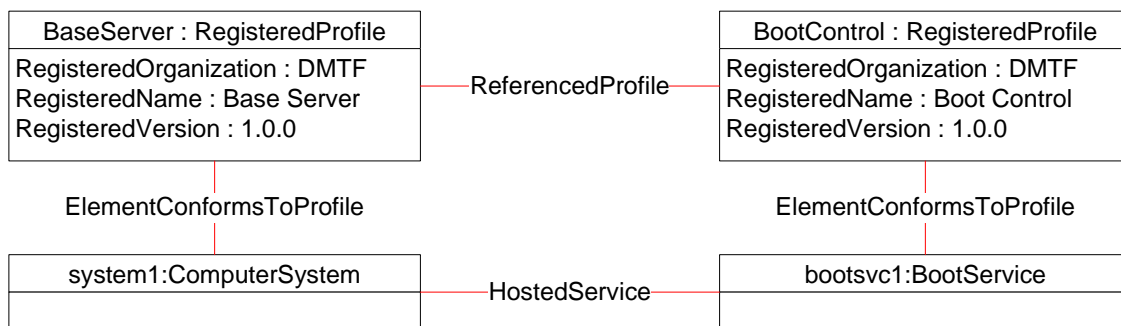 BaseServer : RegisteredProfile
RegisteredOrganization : DMTF
RegisteredName : Base Server
RegisteredVersion : 1.0.0
ReferencedProfile
BootControl : RegisteredProfile
RegisteredOrganization : DMTF
RegisteredName : Boot Control
RegisteredVersion : 1.0.0
ElementConformsToProfile
ElementConformsToProfile
system1:ComputerSystem
HostedService
bootsvc1:BootService